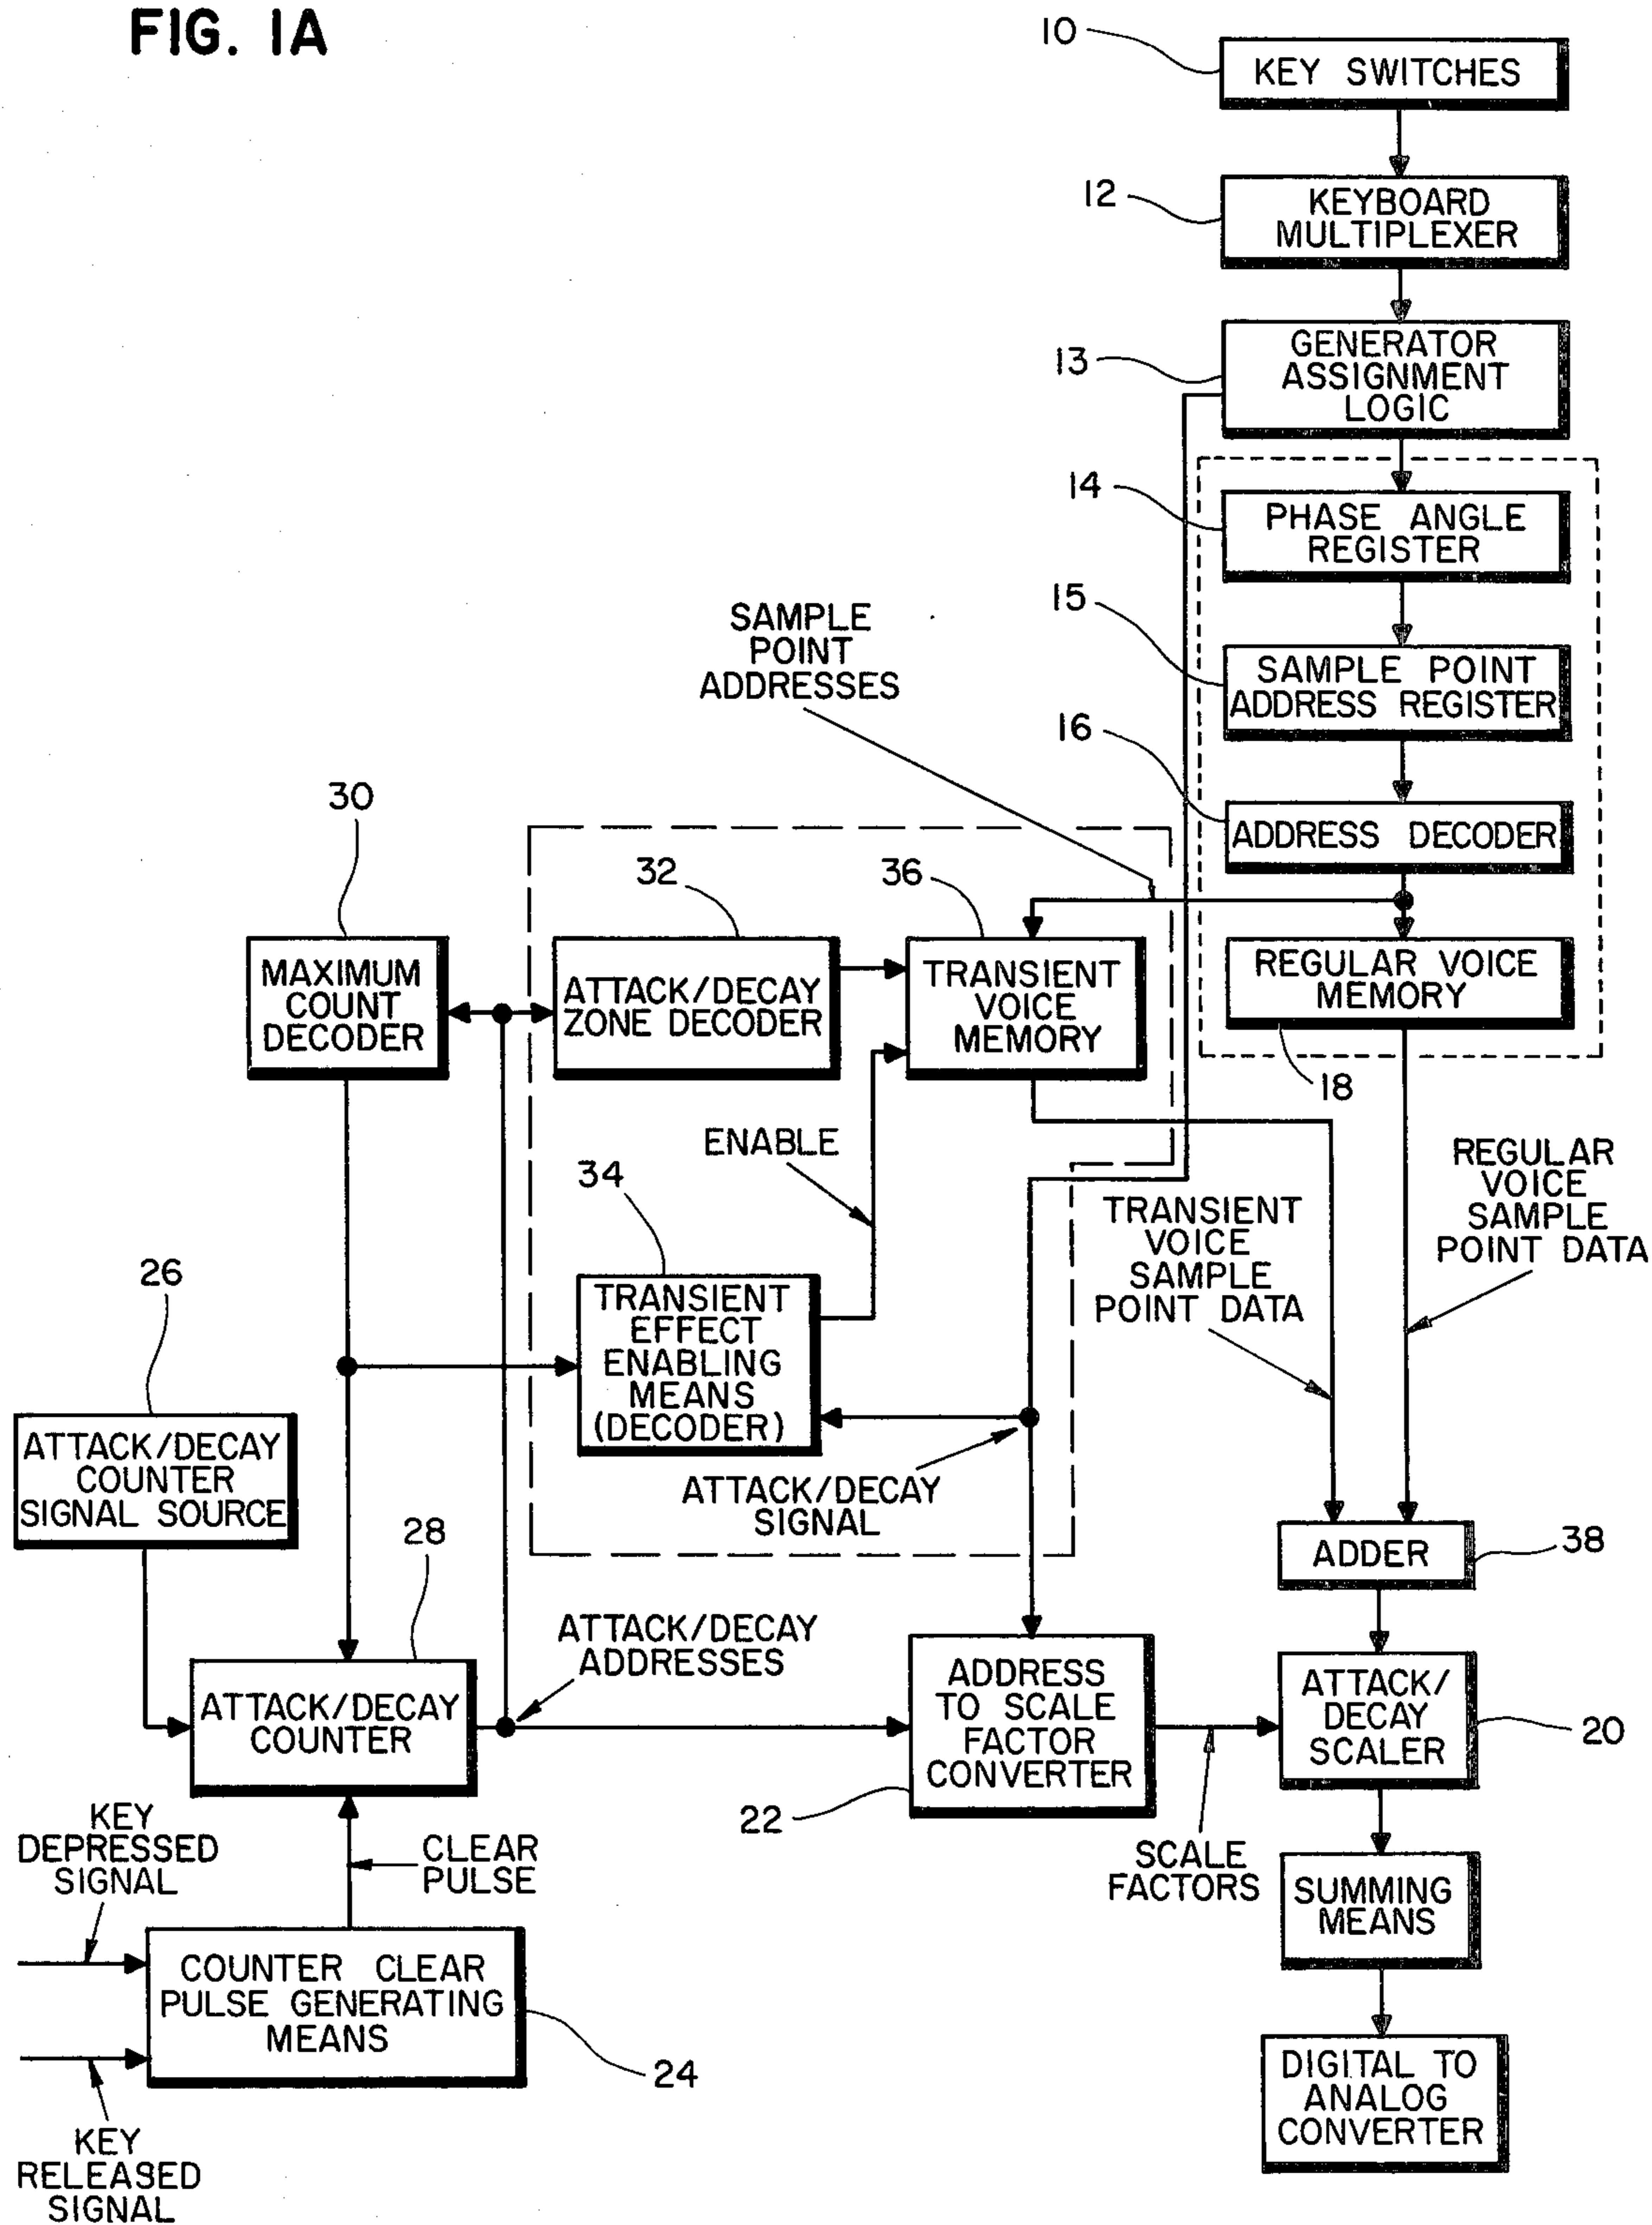 FIG. 1A
10
KEY SWITCHES
12
KEYBOARD
MULTIPLEXER
13
GENERATOR
ASSIGNMENT
LOGIC
14
PHASE ANGLE
REGISTER
15
SAMPLE POINT
ADDRESS REGISTER
SAMPLE
POINT
ADDRESSES
16
ADDRESS DECODER
30
MAXIMUM
COUNT
DECODER
32
ATTACK/DECAY
ZONE DECODER
36
TRANSIENT
VOICE
MEMORY
REGULAR VOICE
MEMORY
18
ENABLE
34
TRANSIENT
EFFECT
ENABLING
MEANS
(DECODER)
TRANSIENT
VOICE
SAMPLE
POINT DATA
REGULAR
VOICE
SAMPLE
POINT DATA
26
ATTACK/DECAY
COUNTER
SIGNAL SOURCE
ATTACK/DECAY
SIGNAL
28
ATTACK/DECAY
COUNTER
ATTACK/DECAY
ADDRESSES
ADDER
38
ADDRESS
TO SCALE
FACTOR
CONVERTER
22
ATTACK/
DECAY
SCALER
20
SCALE
FACTORS
KEY
DEPRESSED
SIGNAL
CLEAR
PULSE
COUNTER CLEAR
PULSE GENERATING
MEANS
24
KEY
RELEASED
SIGNAL
SUMMING
MEANS
DIGITAL TO
ANALOG
CONVERTER